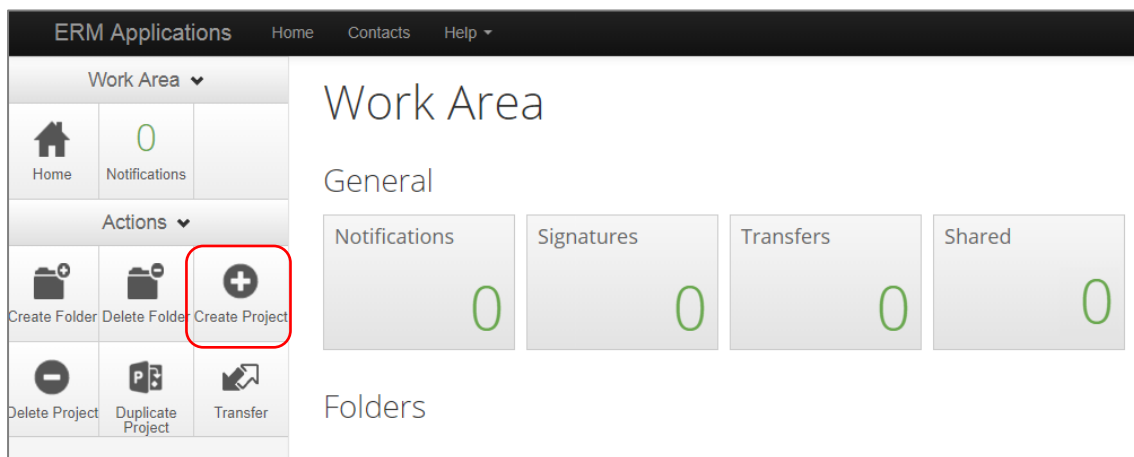 ERM Applications Home Contacts Help
Work Area
Home
0
Notifications
Actions
Create Folder Delete Folder Create Project
Delete Project
P
Duplicate
Project
Transfer
Work Area
General
Notifications
0
Signatures
0
Transfers
0
Shared
0
Folders